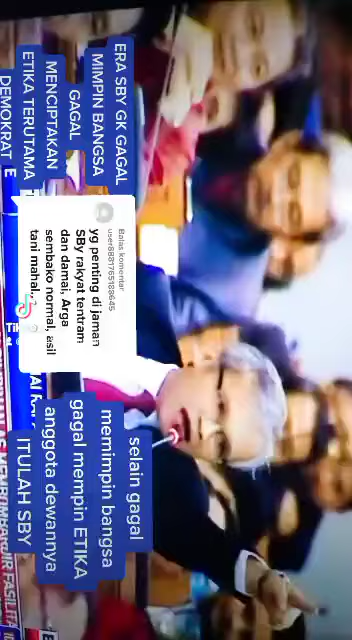 ERA SBY GK GAGAL
MIMPIN BANGSA
GAGAL
MENCIPTAKAN
ETIKA TERUTAMA
DEMOKRAT
Balas komentar
user8881765188645
yg penting di jaman
SBy rakyat tentram
dan damai, Arga
sembako normal, asil
tani mahal..
selain gagal
memimpin bangsa
gagal mempin ETIKA
anggota dewannya
ITULAH SBY